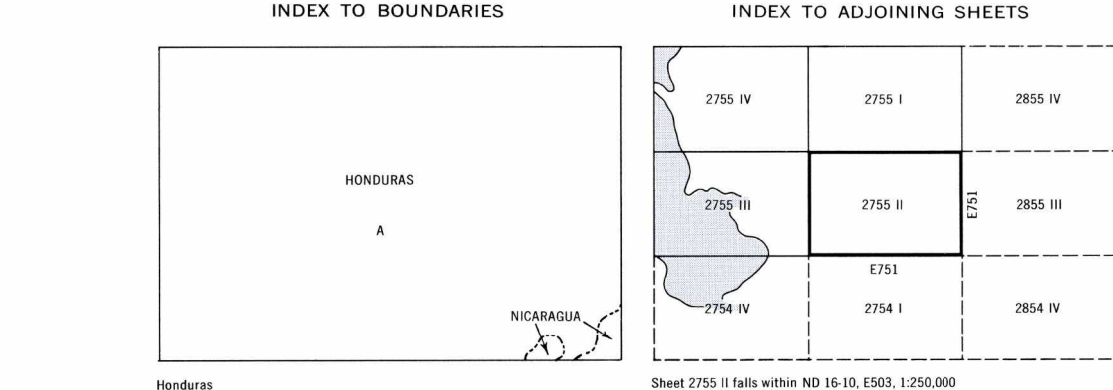 INDEX TO BOUNDARIES
HONDURAS
A
NICARAGUA
Honduras
INDEX TO ADJOINING SHEETS
2755 IV
2755 I
2855 IV
2755 III
2755 II
E751
2855 III
E751
2754 IV
2754 I
2854 IV
Sheet 2755 II falls within ND 16-10, E503, 1:250,000